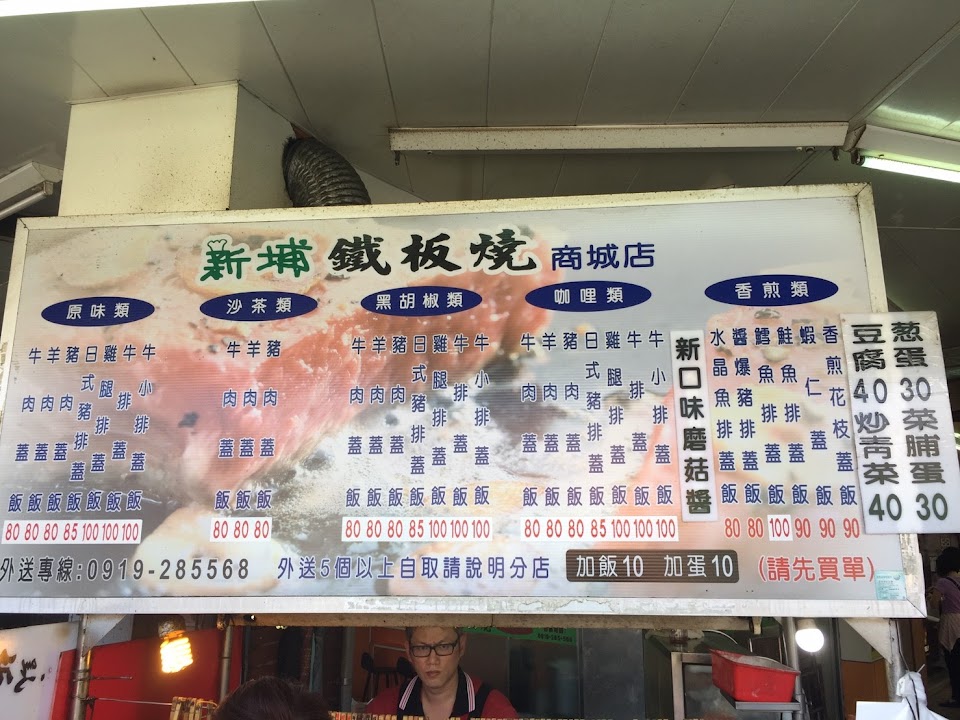 新埔 鐵板燒 商城店
原味類
牛肉蓋飯 80
羊肉蓋飯 80
豬肉蓋飯 80
日式豬排蓋飯 85
雞腿排蓋飯 100
牛排蓋飯 100
牛小排蓋飯 100
沙茶類
牛肉蓋飯 80
羊肉蓋飯 80
豬肉蓋飯 80
黑胡椒類
牛肉蓋飯 80
羊肉蓋飯 80
豬肉蓋飯 80
日式豬排蓋飯 85
雞腿排蓋飯 100
牛排蓋飯 100
牛小排蓋飯 100
咖哩類
牛肉蓋飯 80
羊肉蓋飯 80
豬肉蓋飯 80
日式豬排蓋飯 85
雞腿排蓋飯 100
牛排蓋飯 100
牛小排蓋飯 100
新口味磨菇醬
香煎類
水晶魚排蓋飯 80
醬爆豬排蓋飯 80
鱈魚排蓋飯 100
鮭魚排蓋飯 90
蝦仁蓋飯 90
香煎花枝蓋飯 90
葱蛋30 菜脯蛋30
豆腐40 炒青菜40
外送專線:0919-285568 外送5個以上自取請說明分店 加飯10 加蛋10 (請先買單)